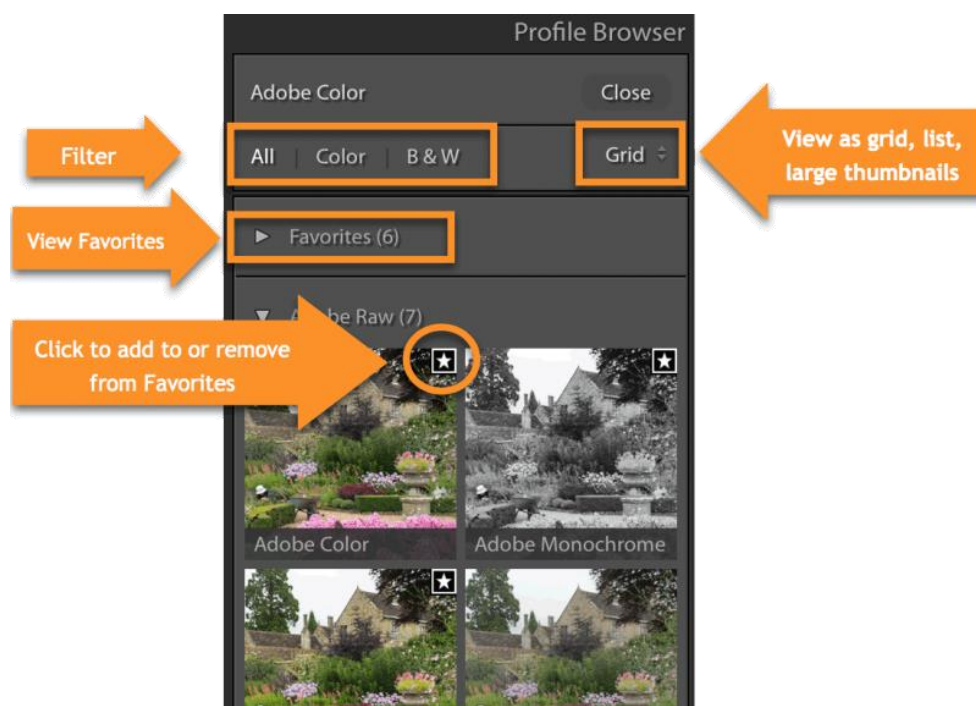 Profile Browser
Adobe Color
Close
Filter
All | Color | B & W
Grid
View as grid, list,
large thumbnails
View Favorites
Favorites (6)
Raw (7)
Click to add to or remove
from Favorites
Adobe Color
Adobe Monochrome